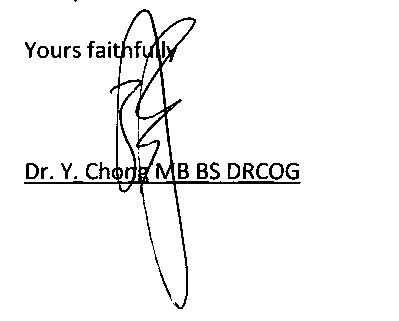 Yours faithfully
Dr. Y. Chong MB BS DRCOG